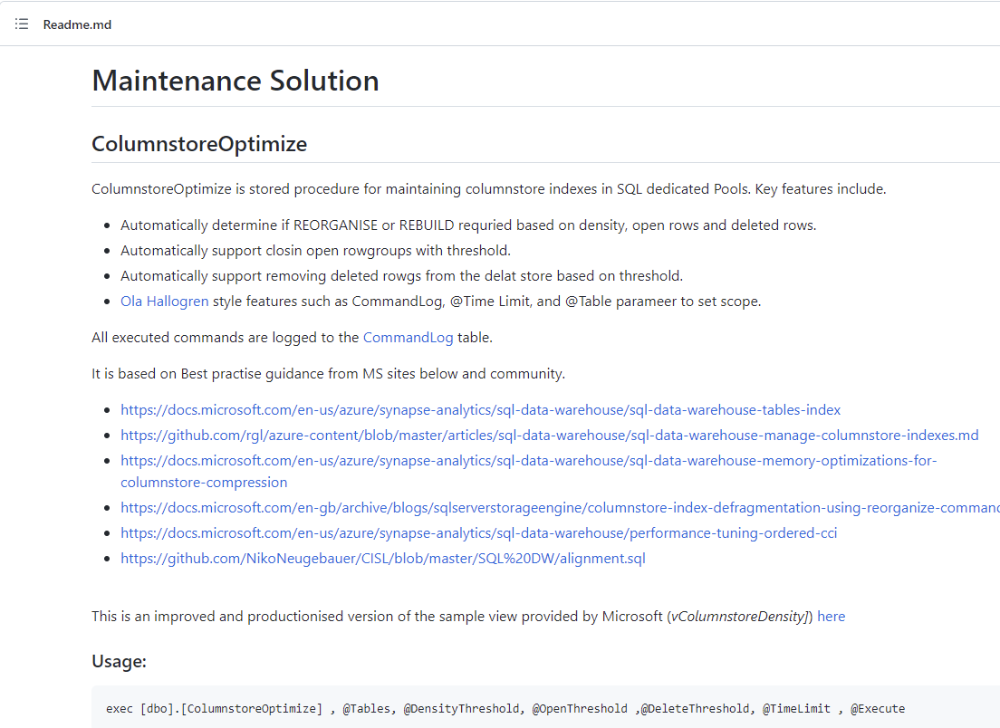 Readme.md
Maintenance Solution
ColumnstoreOptimize
ColumnstoreOptimize is stored procedure for maintaining columnstore indexes in SQL dedicated Pools. Key features include.
Automatically determine if REORGANISE or REBUILD requried based on density, open rows and deleted rows.
Automatically support closin open rowgroups with threshold.
Automatically support removing deleted rowgs from the delat store based on threshold.
Ola Hallogren style features such as CommandLog, @Time Limit, and @Table parameer to set scope.
All executed commands are logged to the CommandLog table.
It is based on Best practise guidance from MS sites below and community.
https://docs.microsoft.com/en-us/azure/synapse-analytics/sql-data-warehouse/sql-data-warehouse-tables-index
https://github.com/rgl/azure-content/blob/master/articles/sql-data-warehouse/sql-data-warehouse-manage-columnstore-indexes.md
https://docs.microsoft.com/en-us/azure/synapse-analytics/sql-data-warehouse/sql-data-warehouse-memory-optimizations-for-
columnstore-compression
https://docs.microsoft.com/en-gb/archive/blogs/sqlserverstorageengine/columnstore-index-defragmentation-using-reorganize-command
https://docs.microsoft.com/en-us/azure/synapse-analytics/sql-data-warehouse/performance-tuning-ordered-cci
https://github.com/NikoNeugebauer/CISL/blob/master/SQL%20DW/alignment.sql
This is an improved and productionised version of the sample view provided by Microsoft (vColumnstoreDensity]) here
Usage:
exec [dbo].[ColumnstoreOptimize] , @Tables, @DensityThreshold, @OpenThreshold ,@DeleteThreshold, @TimeLimit , @Execute